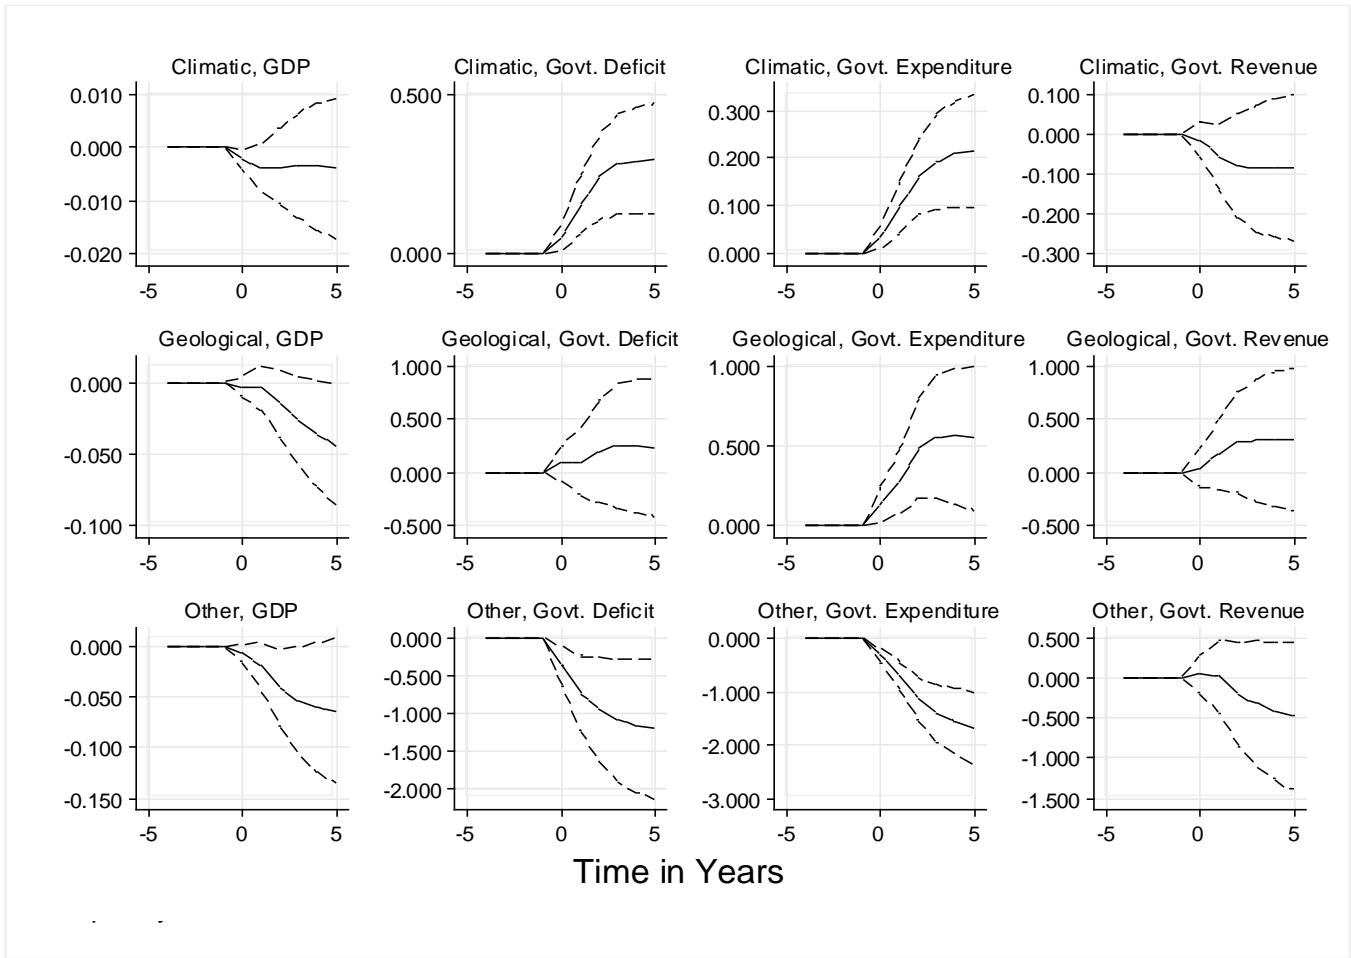 Climatic, GDP Climatic, Govt. Deficit Climatic, Govt. Expenditure Climatic, Govt. Revenue
0.010 0.500 0.300 0.100
0.000 0.200 0.000
-0.010 0.100 -0.100
-0.200
-0.020 0.000 0.000 -0.300
-5 0 5 -5 0 5 -5 0 5 -5 0 5
Geological, GDP Geological, Govt. Deficit Geological, Govt. Expenditure Geological, Govt. Revenue
0.000 1.000 1.000 1.000
0.500 0.500
-0.050 0.000 0.500 0.000
-0.100 -0.500 0.000 -0.500
-5 0 5 -5 0 5 -5 0 5 -5 0 5
Other, GDP Other, Govt. Deficit Other, Govt. Expenditure Other, Govt. Revenue
0.000 0.000 0.000 0.500
-0.500 0.000
-0.050 -1.000 -1.000 -0.500
-0.100 -1.500 -2.000 -1.000
-0.150 -2.000 -3.000 -1.500
-5 0 5 -5 0 5 -5 0 5 -5 0 5
Time in Years